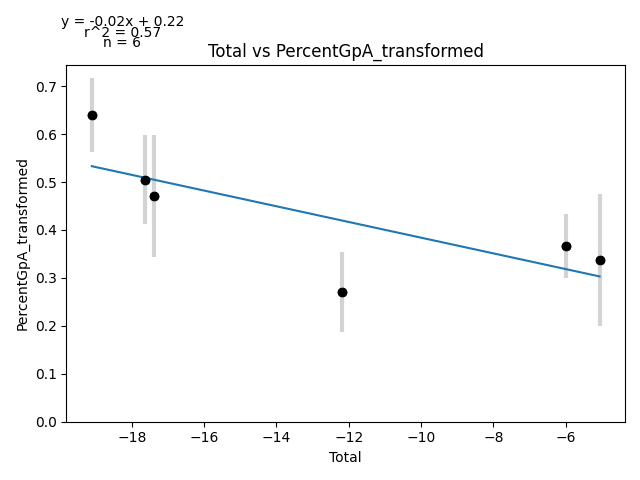 y = -0.02x + 0.22
r^2 = 0.57
n = 6
Total vs PercentGpA_transformed
PercentGpA_transformed
0.7
0.6
0.5
0.4
0.3
0.2
0.1
0.0
−18
−16
−14
−12
−10
−8
−6
Total